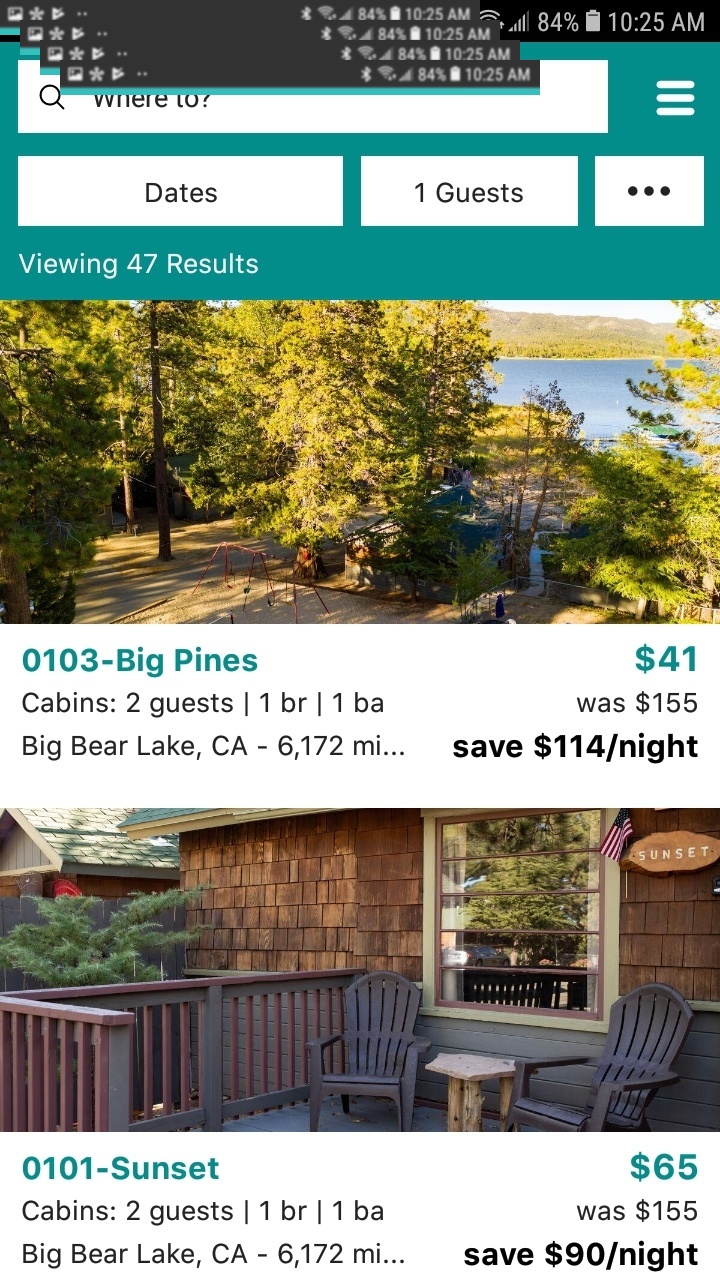 84% 10:25 AM
84% 10:25 AM
84% 10:25 AM
84% 10:25 AM
84% 10:25 AM
Where to?
Dates
1 Guests
Viewing 47 Results
0103-Big Pines
$41
Cabins: 2 guests | 1 br | 1 ba
was $155
Big Bear Lake, CA - 6,172 mi...
save $114/night
SUNSET
0101-Sunset
$65
Cabins: 2 guests | 1 br | 1 ba
was $155
Big Bear Lake, CA - 6,172 mi...
save $90/night